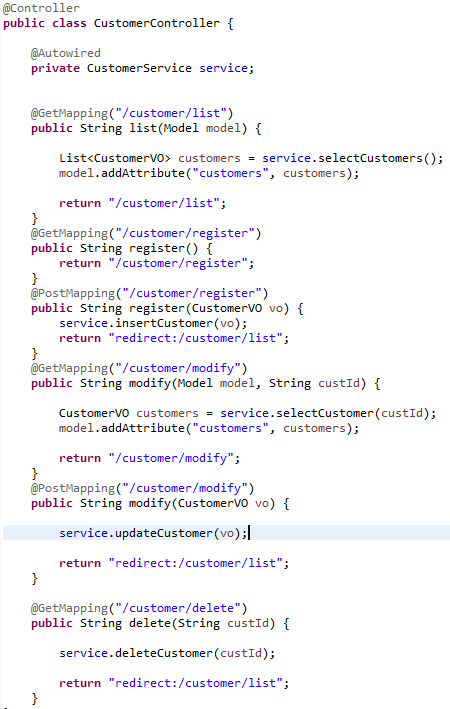 @Controller
public class CustomerController {
@Autowired
private CustomerService service;
@GetMapping("/customer/list")
public String list(Model model) {
List<CustomerVO> customers = service.selectCustomers();
model.addAttribute("customers", customers);
return "/customer/list";
}
@GetMapping("/customer/register")
public String register() {
return "/customer/register";
}
@PostMapping("/customer/register")
public String register(CustomerVO vo) {
service.insertCustomer(vo);
return "redirect:/customer/list";
}
@GetMapping("/customer/modify")
public String modify(Model model, String custId) {
CustomerVO customers = service.selectCustomer(custId);
model.addAttribute("customers", customers);
return "/customer/modify";
}
@PostMapping("/customer/modify")
public String modify(CustomerVO vo) {
service.updateCustomer(vo);
return "redirect:/customer/list";
}
@GetMapping("/customer/delete")
public String delete(String custId) {
service.deleteCustomer(custId);
return "redirect:/customer/list";
}